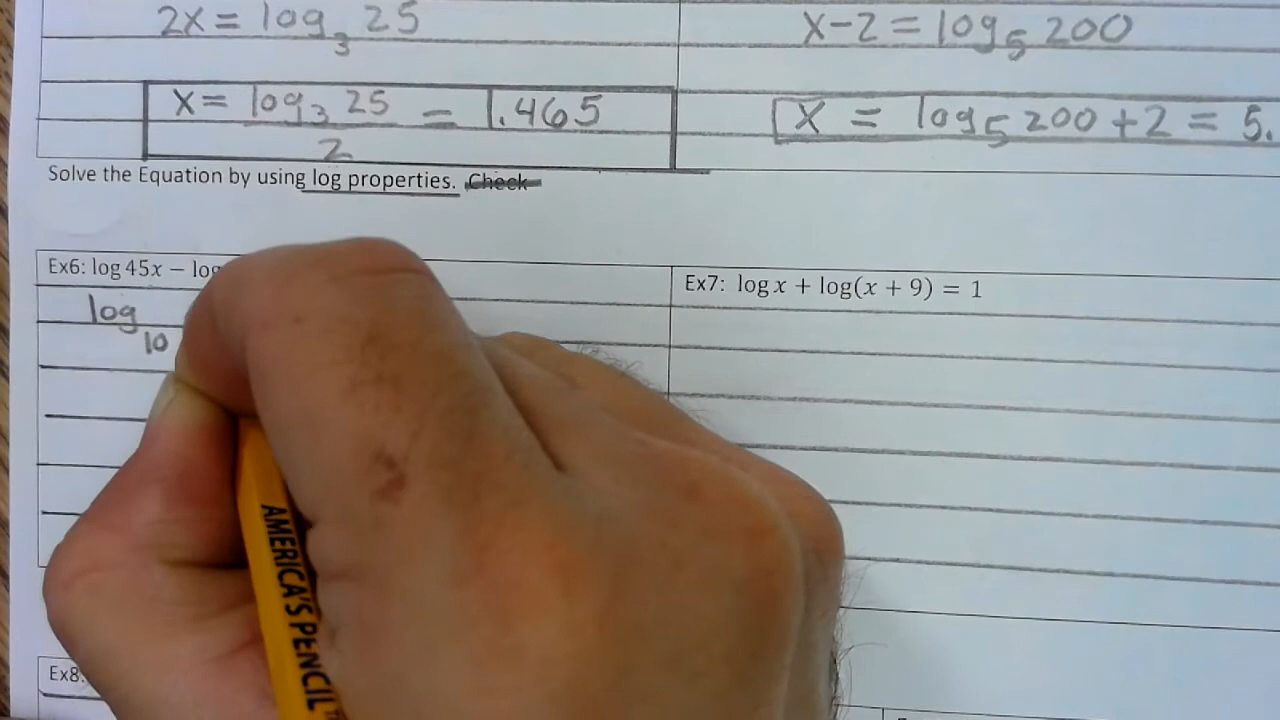 2x = log₃ 25
x = log₃ 25 / 2 = 1.465
x-2 = log₅ 200
x = log₅ 200 + 2 = 5.
Solve the Equation by using log properties. Check
Ex6: log 45x − log
log₁₀
Ex7: log x + log(x + 9) = 1
AMERICA'S PENCIL
Ex8: